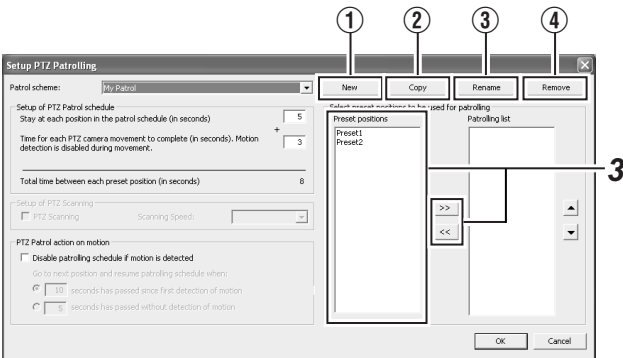 ① ② ③ ④
Setup PTZ Patrolling
Patrol scheme: My Patrol New Copy Rename Remove
Setup of PTZ Patrol schedule
Stay at each position in the patrol schedule (in seconds) 5
+
Time for each PTZ camera movement to complete (in seconds). Motion
detection is disabled during movement. 3
Total time between each preset position (in seconds) 8
Setup of PTZ Scanning
PTZ Scanning Scanning Speed:
PTZ Patrol action on motion
Disable patrolling schedule if motion is detected
Go to next position and resume patrolling schedule when:
10 seconds has passed since first detection of motion
5 seconds has passed without detection of motion
Select preset positions to be used for patrolling
Preset positions Patrolling list
Preset1
Preset2
>>
<<
3
OK Cancel